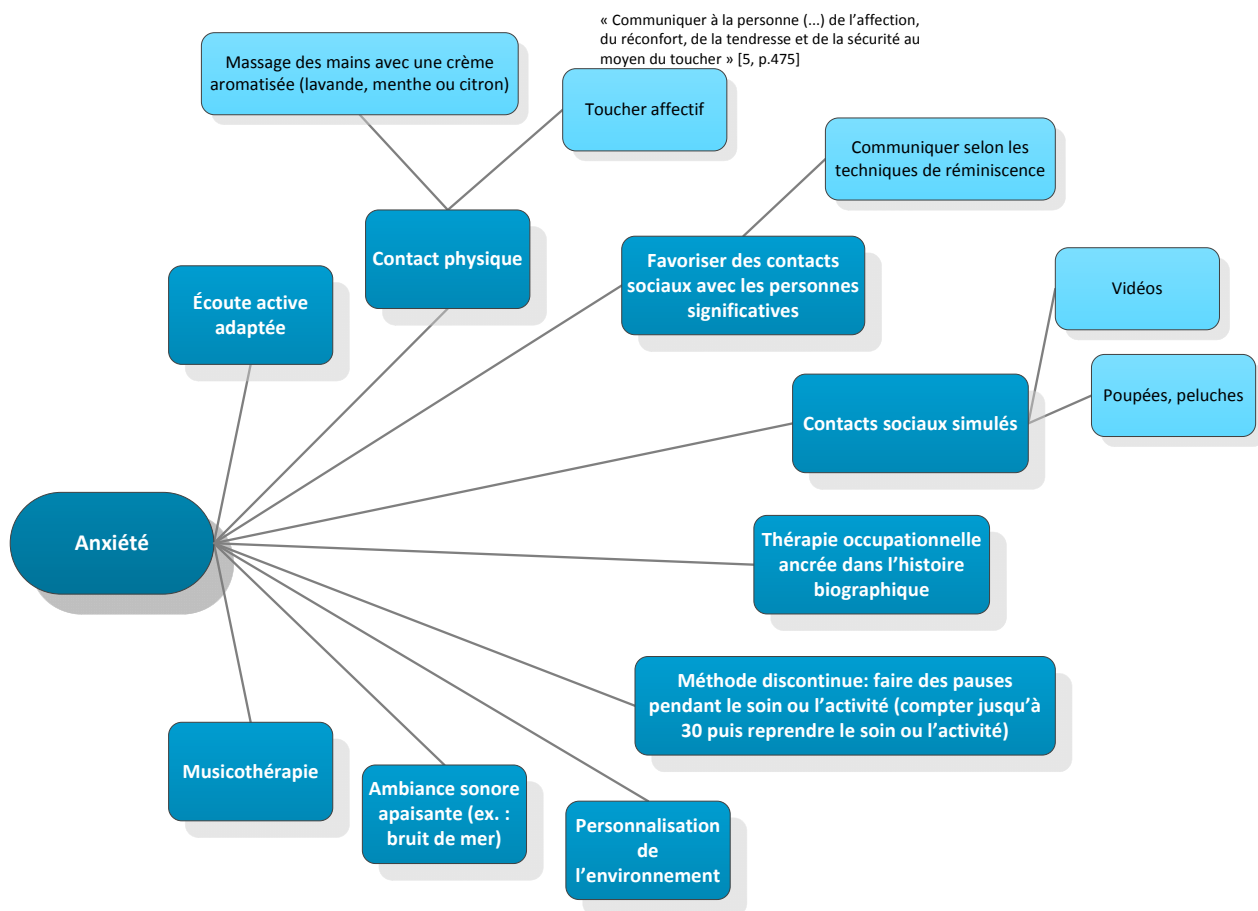 « Communiquer à la personne (...) de l’affection,
du réconfort, de la tendresse et de la sécurité au
moyen du toucher » [5, p.475]
Massage des mains avec une crème
aromatisée (lavande, menthe ou citron)
Toucher affectif
Communiquer selon les
techniques de réminiscence
Contact physique
Favoriser des contacts
sociaux avec les personnes
significatives
Écoute active
adaptée
Vidéos
Poupées, peluches
Contacts sociaux simulés
Anxiété
Thérapie occupationnelle
ancrée dans l’histoire
biographique
Méthode discontinue: faire des pauses
pendant le soin ou l’activité (compter jusqu’à
30 puis reprendre le soin ou l’activité)
Musicothérapie
Ambiance sonore
apaisante (ex. :
bruit de mer)
Personnalisation
de
l’environnement